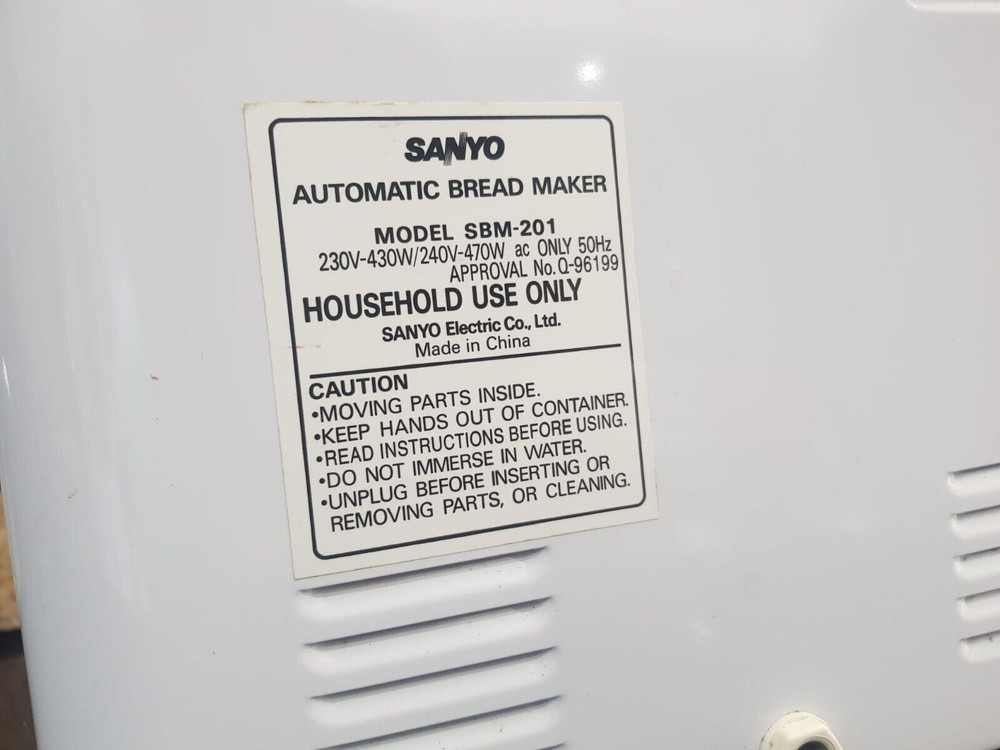 SANYO
AUTOMATIC BREAD MAKER
MODEL SBM-201
230V-430W/240V-470W ac ONLY 50Hz
APPROVAL No.Q-96199
HOUSEHOLD USE ONLY
SANYO Electric Co., Ltd.
Made in China
CAUTION
•MOVING PARTS INSIDE.
•KEEP HANDS OUT OF CONTAINER.
•READ INSTRUCTIONS BEFORE USING.
•DO NOT IMMERSE IN WATER.
•UNPLUG BEFORE INSERTING OR
REMOVING PARTS, OR CLEANING.